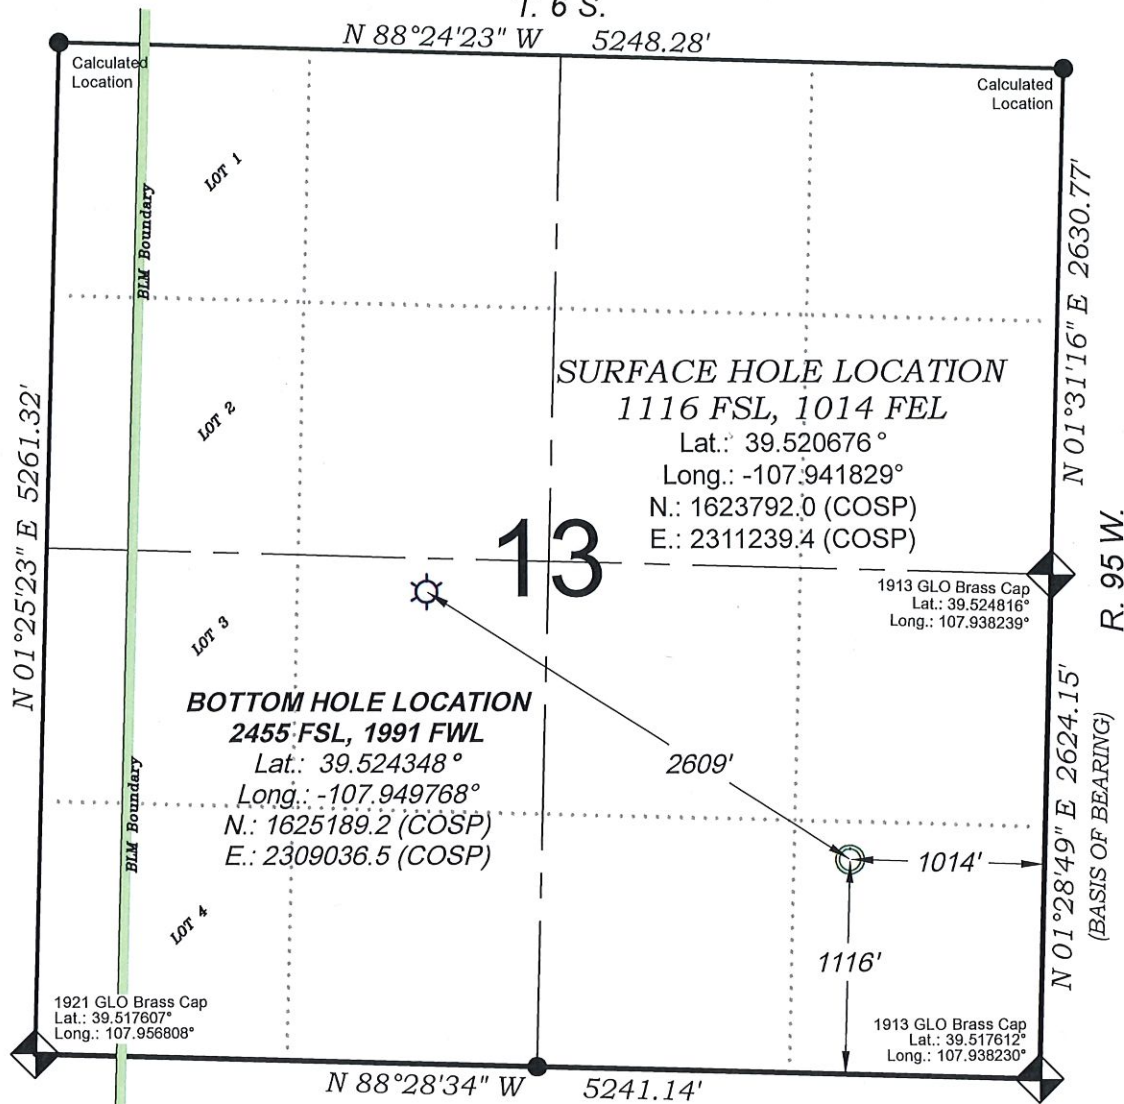 T. 6 S.
N 88°24'23" W 5248.28'
Calculated
Location
Calculated
Location
LOT 1
BLM Boundary
N 01°31'16" E 2630.77'
SURFACE HOLE LOCATION
1116 FSL, 1014 FEL
Lat.: 39.520676°
Long.: -107.941829°
N.: 1623792.0 (COSP)
E.: 2311239.4 (COSP)
LOT 2
N 01°25'23" E 5261.32'
13
R. 95 W.
1913 GLO Brass Cap
Lat.: 39.524816°
Long.: 107.938239°
LOT 3
BOTTOM HOLE LOCATION
2455 FSL, 1991 FWL
Lat.: 39.524348°
Long.: -107.949768°
N.: 1625189.2 (COSP)
E.: 2309036.5 (COSP)
2609'
N 01°28'49" E 2624.15'
(BASIS OF BEARING)
BLM Boundary
1014'
LOT 4
1116'
1921 GLO Brass Cap
Lat.: 39.517607°
Long.: 107.956808°
1913 GLO Brass Cap
Lat.: 39.517612°
Long.: 107.938230°
N 88°28'34" W 5241.14'